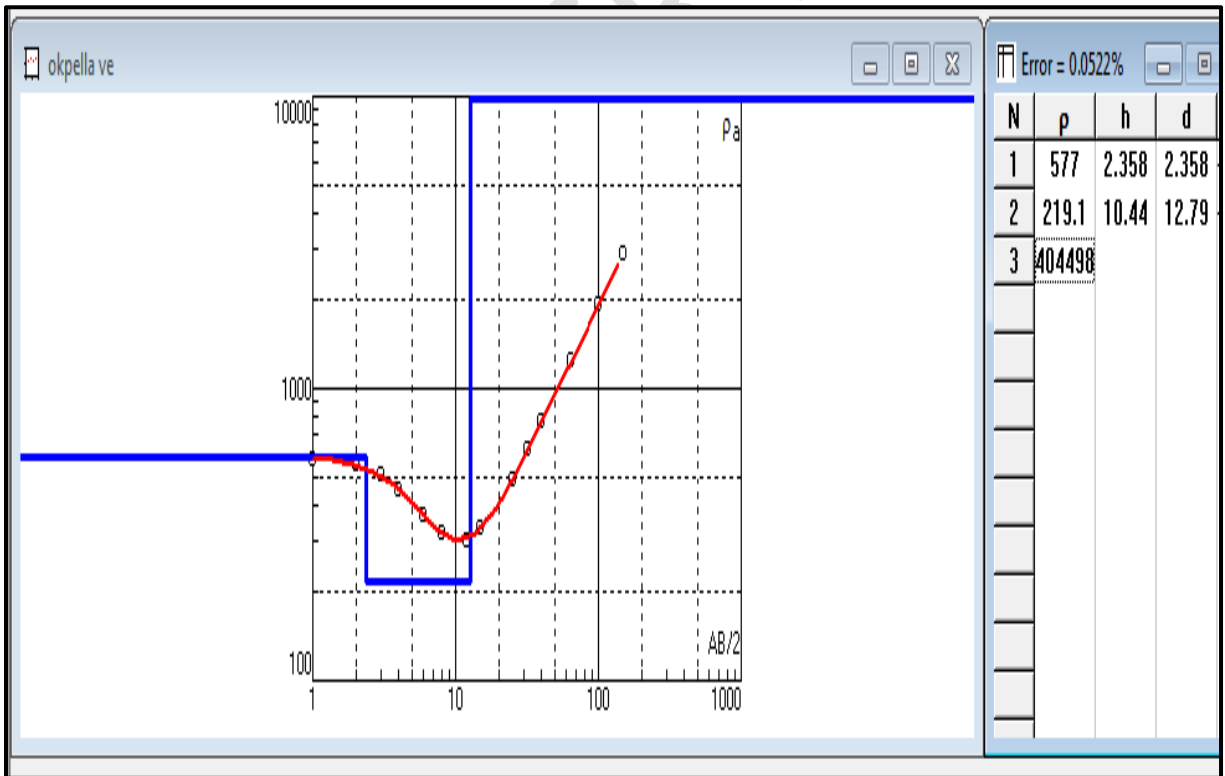 okpella ve
10000
ρa
1000
100
AB/2
1 10 100 1000
Error = 0.0522%
N ρ h d
1 577 2.358 2.358
2 219.1 10.44 12.79
3 404498